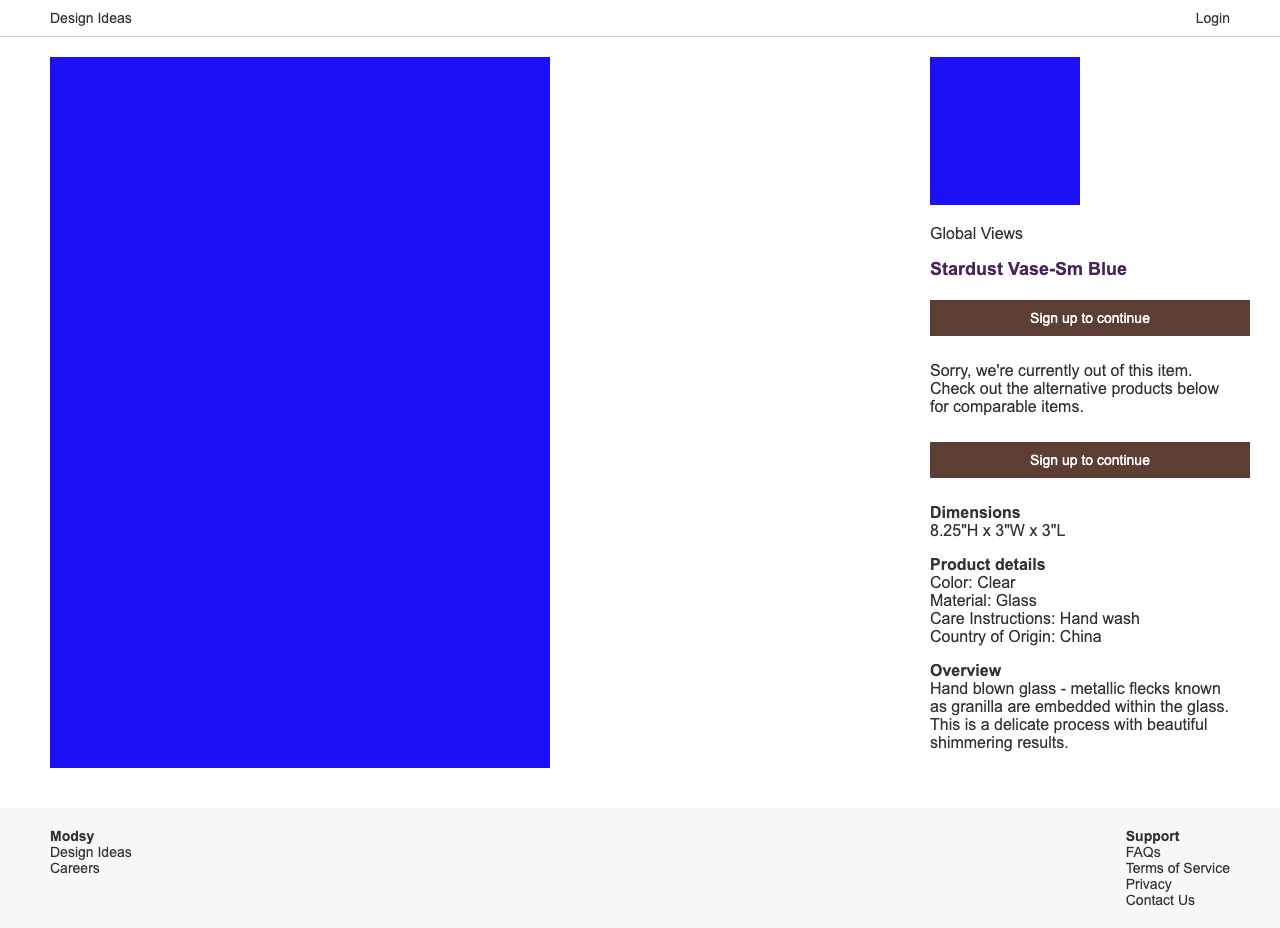 Design Ideas
Login
Global Views
Stardust Vase-Sm Blue
Sign up to continue
Sorry, we're currently out of this item.
Check out the alternative products below
for comparable items.
Sign up to continue
Dimensions
8.25"H x 3"W x 3"L
Product details
Color: Clear
Material: Glass
Care Instructions: Hand wash
Country of Origin: China
Overview
Hand blown glass - metallic flecks known
as granilla are embedded within the glass.
This is a delicate process with beautiful
shimmering results.
Modsy
Design Ideas
Careers
Support
FAQs
Terms of Service
Privacy
Contact Us